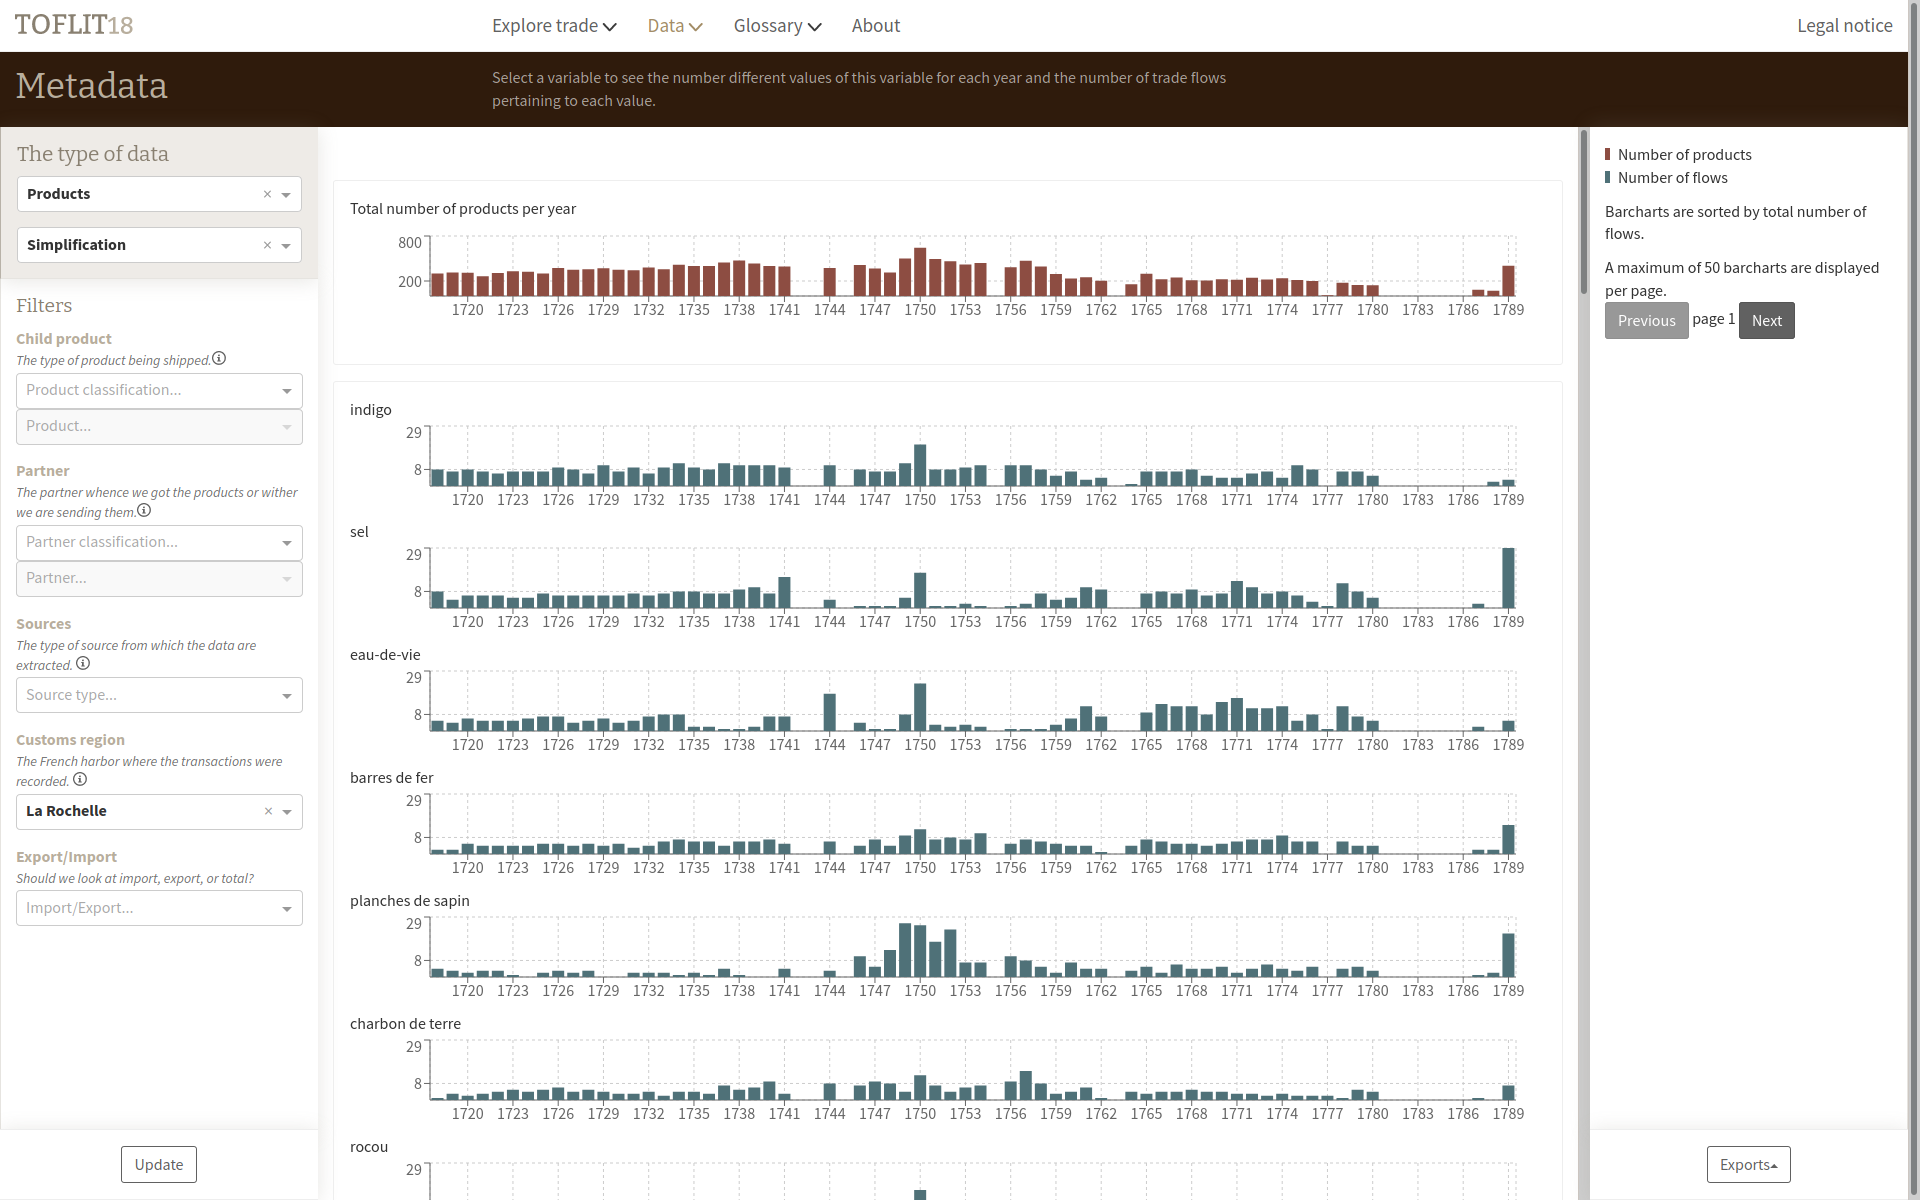 TOFLIT18
Explore trade
Data
Glossary
About
Legal notice
Metadata
Select a variable to see the number different values of this variable for each year and the number of trade flows
pertaining to each value.
The type of data
Products ×
Simplification ×
Filters
Child product
The type of product being shipped.
Product classification...
Product...
Partner
The partner whence we got the products or wither
we are sending them.
Partner classification...
Partner...
Sources
The type of source from which the data are
extracted.
Source type...
Customs region
The French harbor where the transactions were
recorded.
La Rochelle ×
Export/Import
Should we look at import, export, or total?
Import/Export...
Update
Total number of products per year
800
200
1720 1723 1726 1729 1732 1735 1738 1741 1744 1747 1750 1753 1756 1759 1762 1765 1768 1771 1774 1777 1780 1783 1786 1789
indigo
29
8
1720 1723 1726 1729 1732 1735 1738 1741 1744 1747 1750 1753 1756 1759 1762 1765 1768 1771 1774 1777 1780 1783 1786 1789
sel
29
8
1720 1723 1726 1729 1732 1735 1738 1741 1744 1747 1750 1753 1756 1759 1762 1765 1768 1771 1774 1777 1780 1783 1786 1789
eau-de-vie
29
8
1720 1723 1726 1729 1732 1735 1738 1741 1744 1747 1750 1753 1756 1759 1762 1765 1768 1771 1774 1777 1780 1783 1786 1789
barres de fer
29
8
1720 1723 1726 1729 1732 1735 1738 1741 1744 1747 1750 1753 1756 1759 1762 1765 1768 1771 1774 1777 1780 1783 1786 1789
planches de sapin
29
8
1720 1723 1726 1729 1732 1735 1738 1741 1744 1747 1750 1753 1756 1759 1762 1765 1768 1771 1774 1777 1780 1783 1786 1789
charbon de terre
29
8
1720 1723 1726 1729 1732 1735 1738 1741 1744 1747 1750 1753 1756 1759 1762 1765 1768 1771 1774 1777 1780 1783 1786 1789
rocou
29
Number of products
Number of flows
Barcharts are sorted by total number of
flows.
A maximum of 50 barcharts are displayed
per page.
Previous page 1 Next
Exports